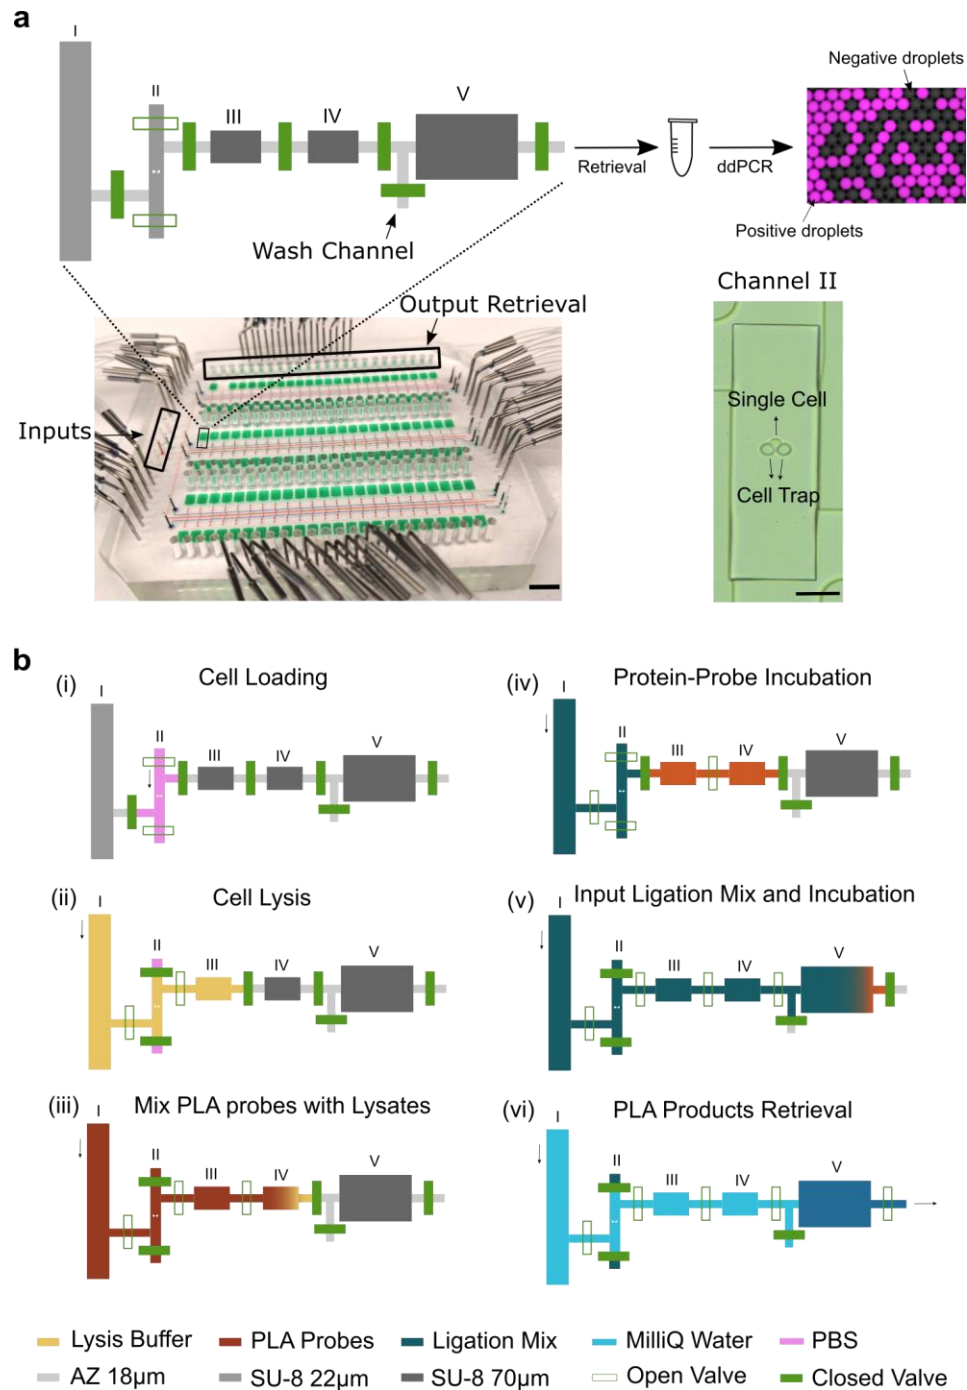 a
I
II
III
IV
V
Wash Channel
Retrieval
ddPCR
Negative droplets
Positive droplets
Output Retrieval
Inputs
Channel II
Single Cell
Cell Trap
b
(i)
Cell Loading
I
II
III
IV
V
(ii)
Cell Lysis
I
II
III
IV
V
(iii)
Mix PLA probes with Lysates
I
II
III
IV
V
(iv)
Protein-Probe Incubation
I
II
III
IV
V
(v)
Input Ligation Mix and Incubation
I
II
III
IV
V
(vi)
PLA Products Retrieval
I
II
III
IV
V
Lysis Buffer
PLA Probes
Ligation Mix
MilliQ Water
PBS
AZ 18μm
SU-8 22μm
SU-8 70μm
Open Valve
Closed Valve